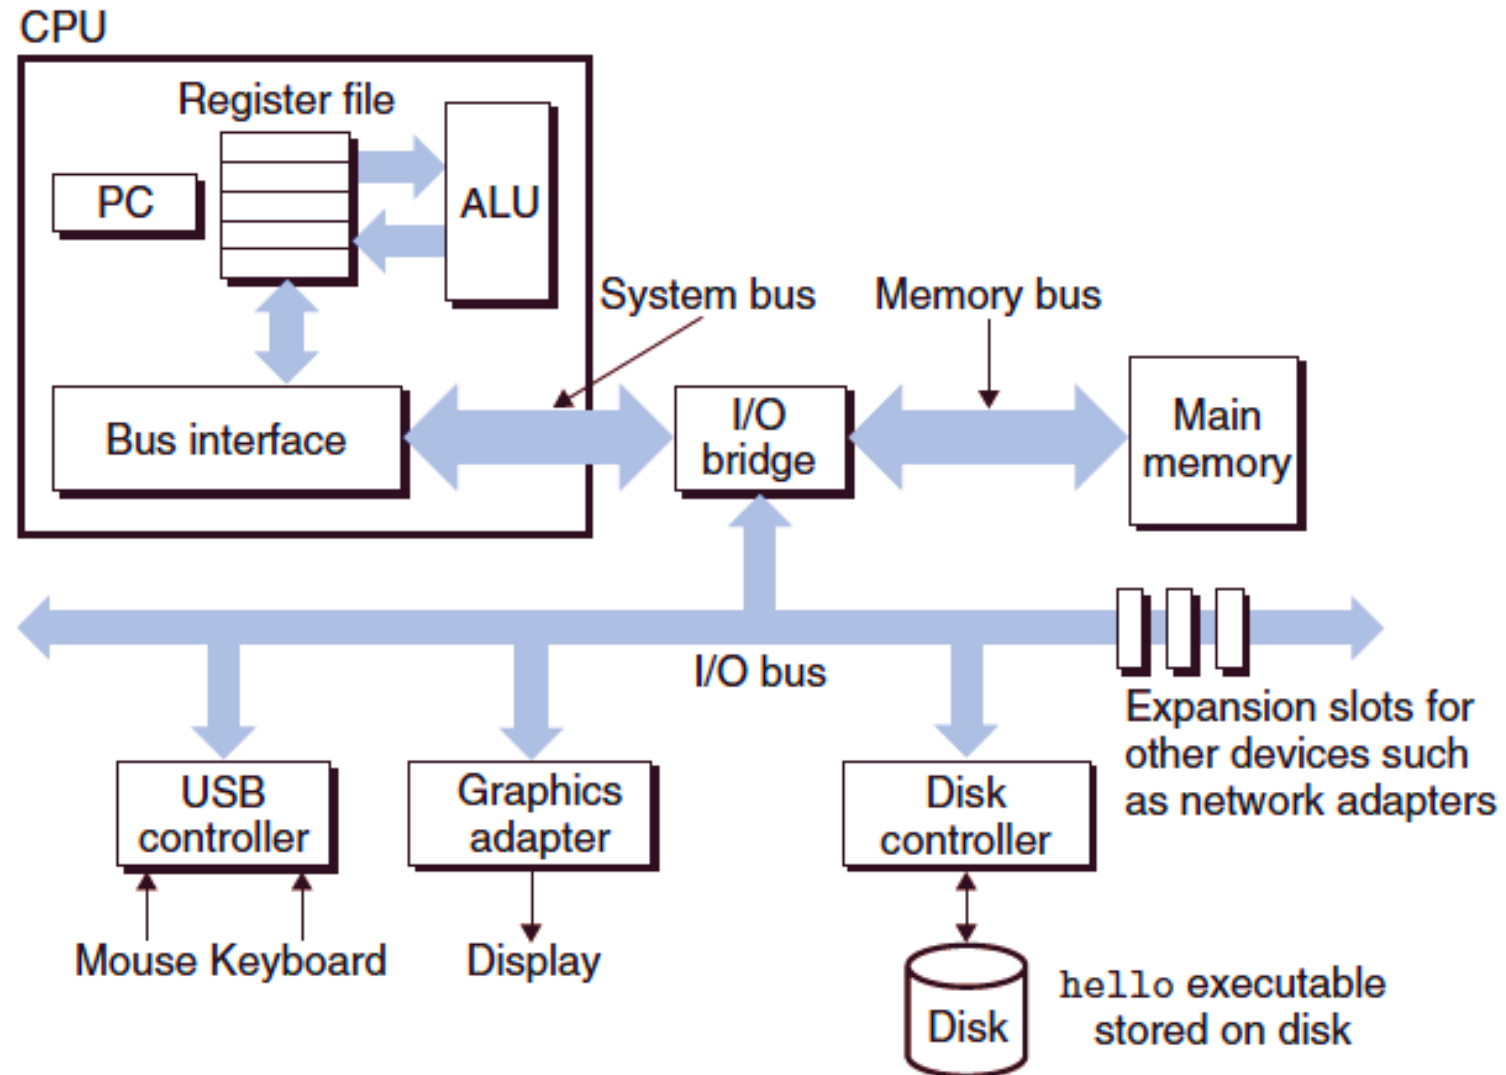 CPU
Register file
PC
ALU
System bus
Memory bus
Bus interface
I/O
bridge
Main
memory
I/O bus
Expansion slots for
other devices such
as network adapters
USB
controller
Graphics
adapter
Disk
controller
Mouse
Keyboard
Display
Disk
hello executable
stored on disk